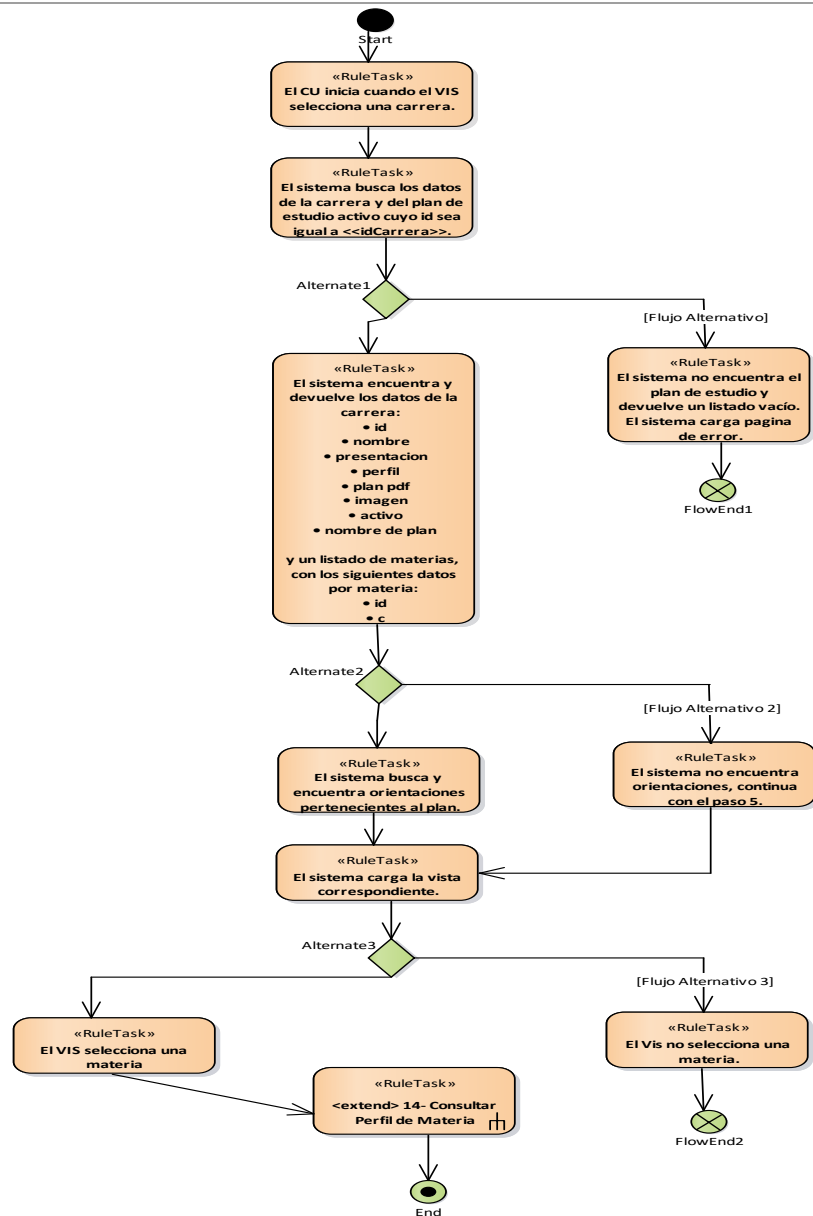 Start
«RuleTask»
El CU inicia cuando el VIS
selecciona una carrera.
«RuleTask»
El sistema busca los datos
de la carrera y del plan de
estudio activo cuyo id sea
igual a <<idCarrera>>.
Alternate1
[Flujo Alternativo]
«RuleTask»
El sistema encuentra y
devuelve los datos de la
carrera:
• id
• nombre
• presentacion
• perfil
• plan pdf
• imagen
• activo
• nombre de plan
y un listado de materias,
con los siguientes datos
por materia:
• id
• c
«RuleTask»
El sistema no encuentra el
plan de estudio y
devuelve un listado vacío.
El sistema carga pagina
de error.
FlowEnd1
Alternate2
[Flujo Alternativo 2]
«RuleTask»
El sistema busca y
encuentra orientaciones
pertenecientes al plan.
«RuleTask»
El sistema no encuentra
orientaciones, continua
con el paso 5.
«RuleTask»
El sistema carga la vista
correspondiente.
Alternate3
[Flujo Alternativo 3]
«RuleTask»
El VIS selecciona una
materia
«RuleTask»
El Vis no selecciona una
materia.
«RuleTask»
<extend> 14- Consultar
Perfil de Materia
FlowEnd2
End